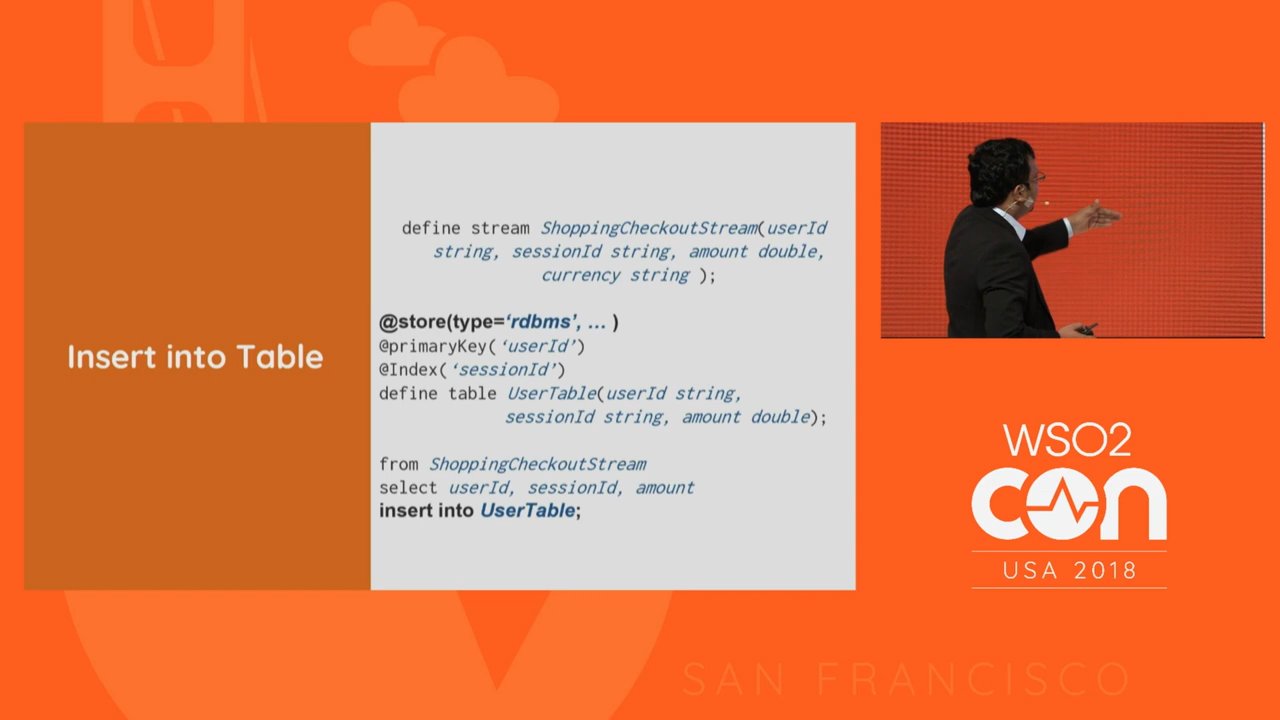 Insert into Table
define stream ShoppingCheckoutStream(userId
string, sessionId string, amount double,
currency string );
@store(type=‘rdbms’, … )
@primaryKey(‘userId’)
@Index(‘sessionId’)
define table UserTable(userId string,
sessionId string, amount double);
from ShoppingCheckoutStream
select userId, sessionId, amount
insert into UserTable;
WSO2
con
USA 2018
SAN FRANCISCO